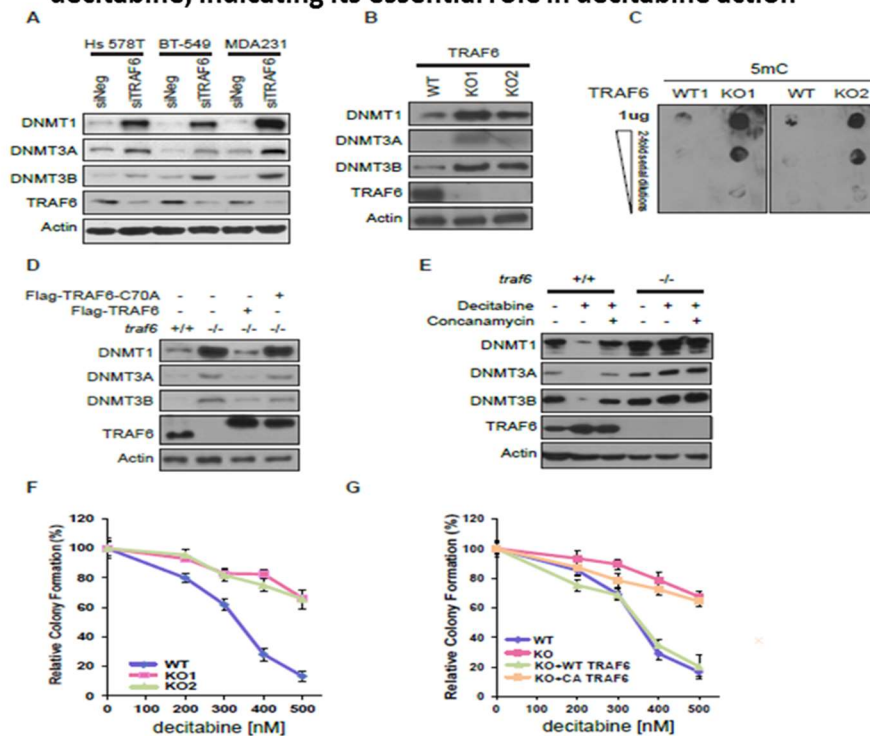 decitabine, indicating its essential role in decitabine action
A
Hs 578T BT-549 MDA231
siNeg siTRAF6 siNeg siTRAF6 siNeg siTRAF6
DNMT1
DNMT3A
DNMT3B
TRAF6
Actin
B
TRAF6
WT KO1 KO2
DNMT1
DNMT3A
DNMT3B
TRAF6
Actin
C
5mC
TRAF6 WT1 KO1 WT KO2
1ug
2-fold serial dilutions
D
Flag-TRAF6-C70A - - - +
Flag-TRAF6 - - + -
traf6 +/+ -/- -/- -/-
DNMT1
DNMT3A
DNMT3B
TRAF6
Actin
E
traf6 +/+ -/-
Decitabine - + + - + +
Concanamycin + +
DNMT1
DNMT3A
DNMT3B
TRAF6
Actin
F
Relative Colony Formation (%)
120
100
80
60
40
20
0
WT
KO1
KO2
0 100 200 300 400 500
decitabine [nM]
G
Relative Colony Formation (%)
120
100
80
60
40
20
0
WT
KO
KO+WT TRAF6
KO+CA TRAF6
0 100 200 300 400 500
decitabine [nM]